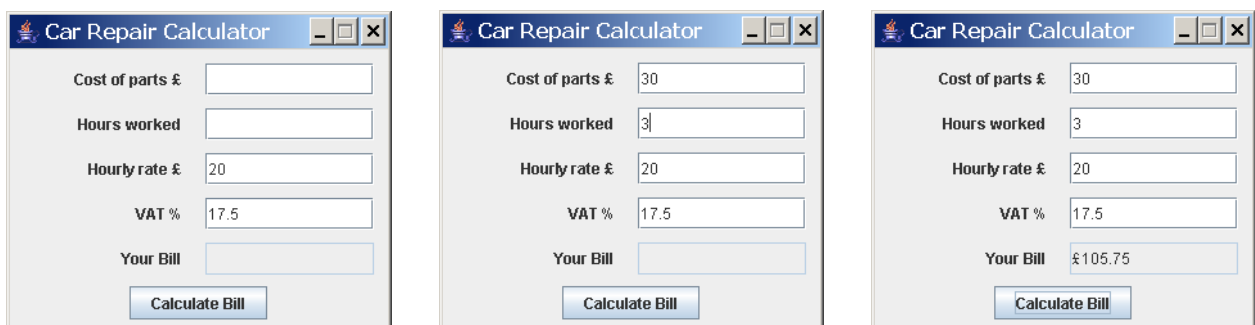 Car Repair Calculator
Cost of parts £
Hours worked
Hourly rate £ 20
VAT % 17.5
Your Bill
Calculate Bill
Car Repair Calculator
Cost of parts £ 30
Hours worked 3
Hourly rate £ 20
VAT % 17.5
Your Bill
Calculate Bill
Car Repair Calculator
Cost of parts £ 30
Hours worked 3
Hourly rate £ 20
VAT % 17.5
Your Bill £105.75
Calculate Bill